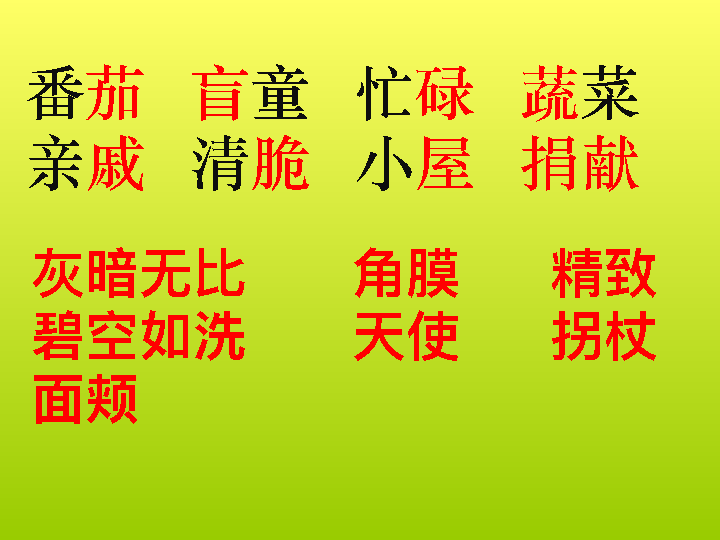 番茄 盲童 忙碌 蔬菜
亲戚 清脆 小屋 捐献
灰暗无比 角膜 精致
碧空如洗 天使 拐杖
面颊